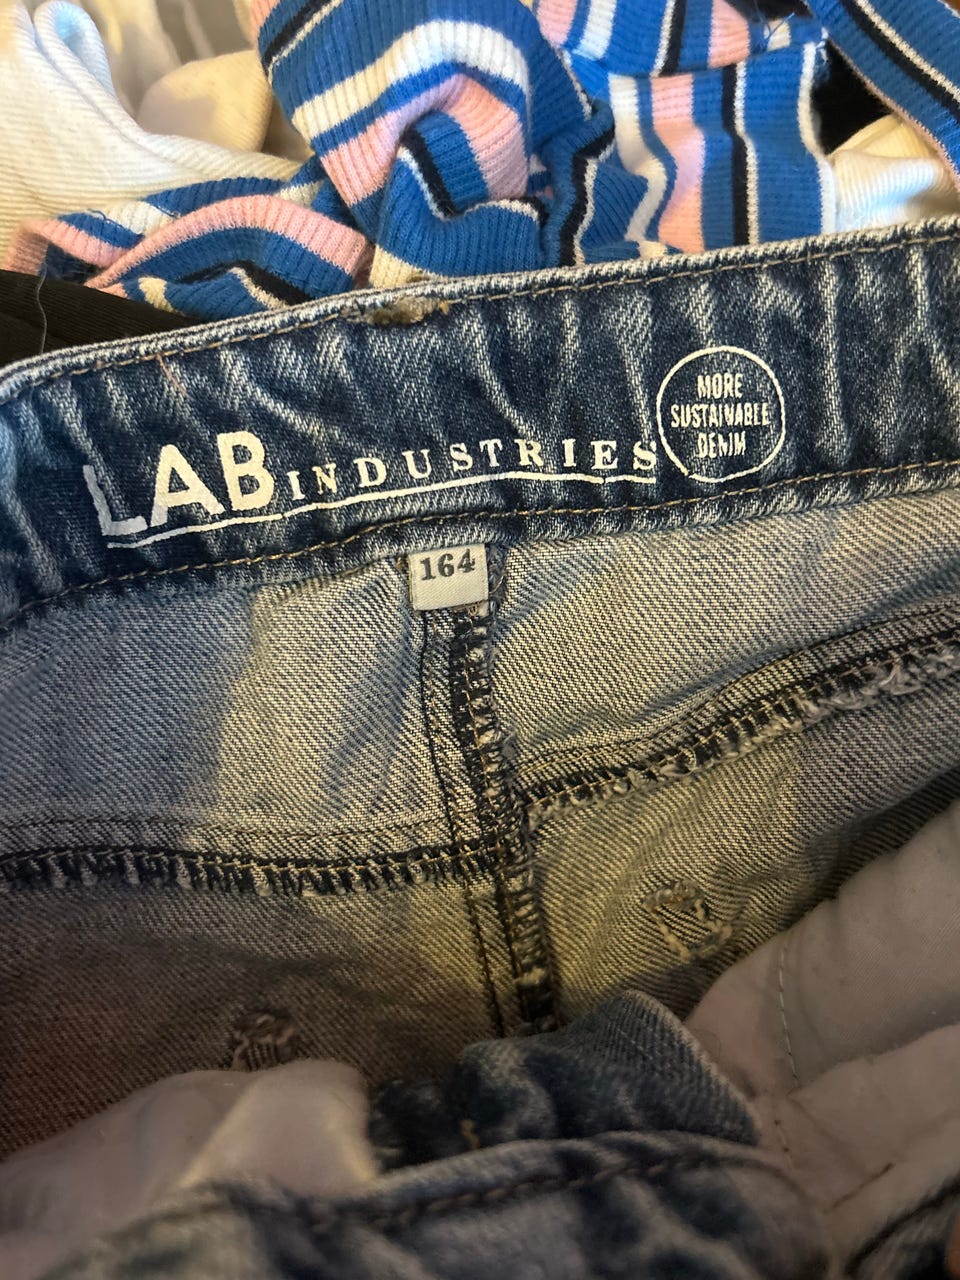 LAB INDUSTRIES
MORE
SUSTAINABLE
DENIM
164